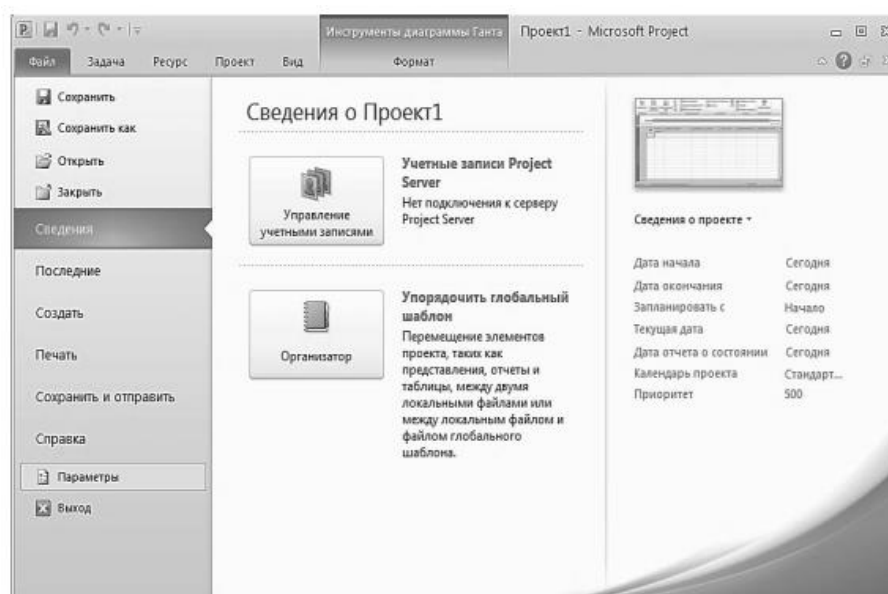 Инструменты диаграммы Ганта
Проект1 - Microsoft Project
Файл
Задача
Ресурс
Проект
Вид
Формат
Сохранить
Сохранить как
Открыть
Закрыть
Сведения
Последние
Создать
Печать
Сохранить и отправить
Справка
Параметры
Выход
Сведения о Проект1
Управление
учетными записями
Учетные записи Project
Server
Нет подключения к серверу
Project Server
Организатор
Упорядочить глобальный
шаблон
Перемещение элементов
проекта, таких как
представления, отчеты и
таблицы, между двумя
локальными файлами или
между локальным файлом и
файлом глобального
шаблона.
Сведения о проекте
Дата начала Сегодня
Дата окончания Сегодня
Запланировать с Начало
Текущая дата Сегодня
Дата отчета о состоянии Сегодня
Календарь проекта Стандарт...
Приоритет 500